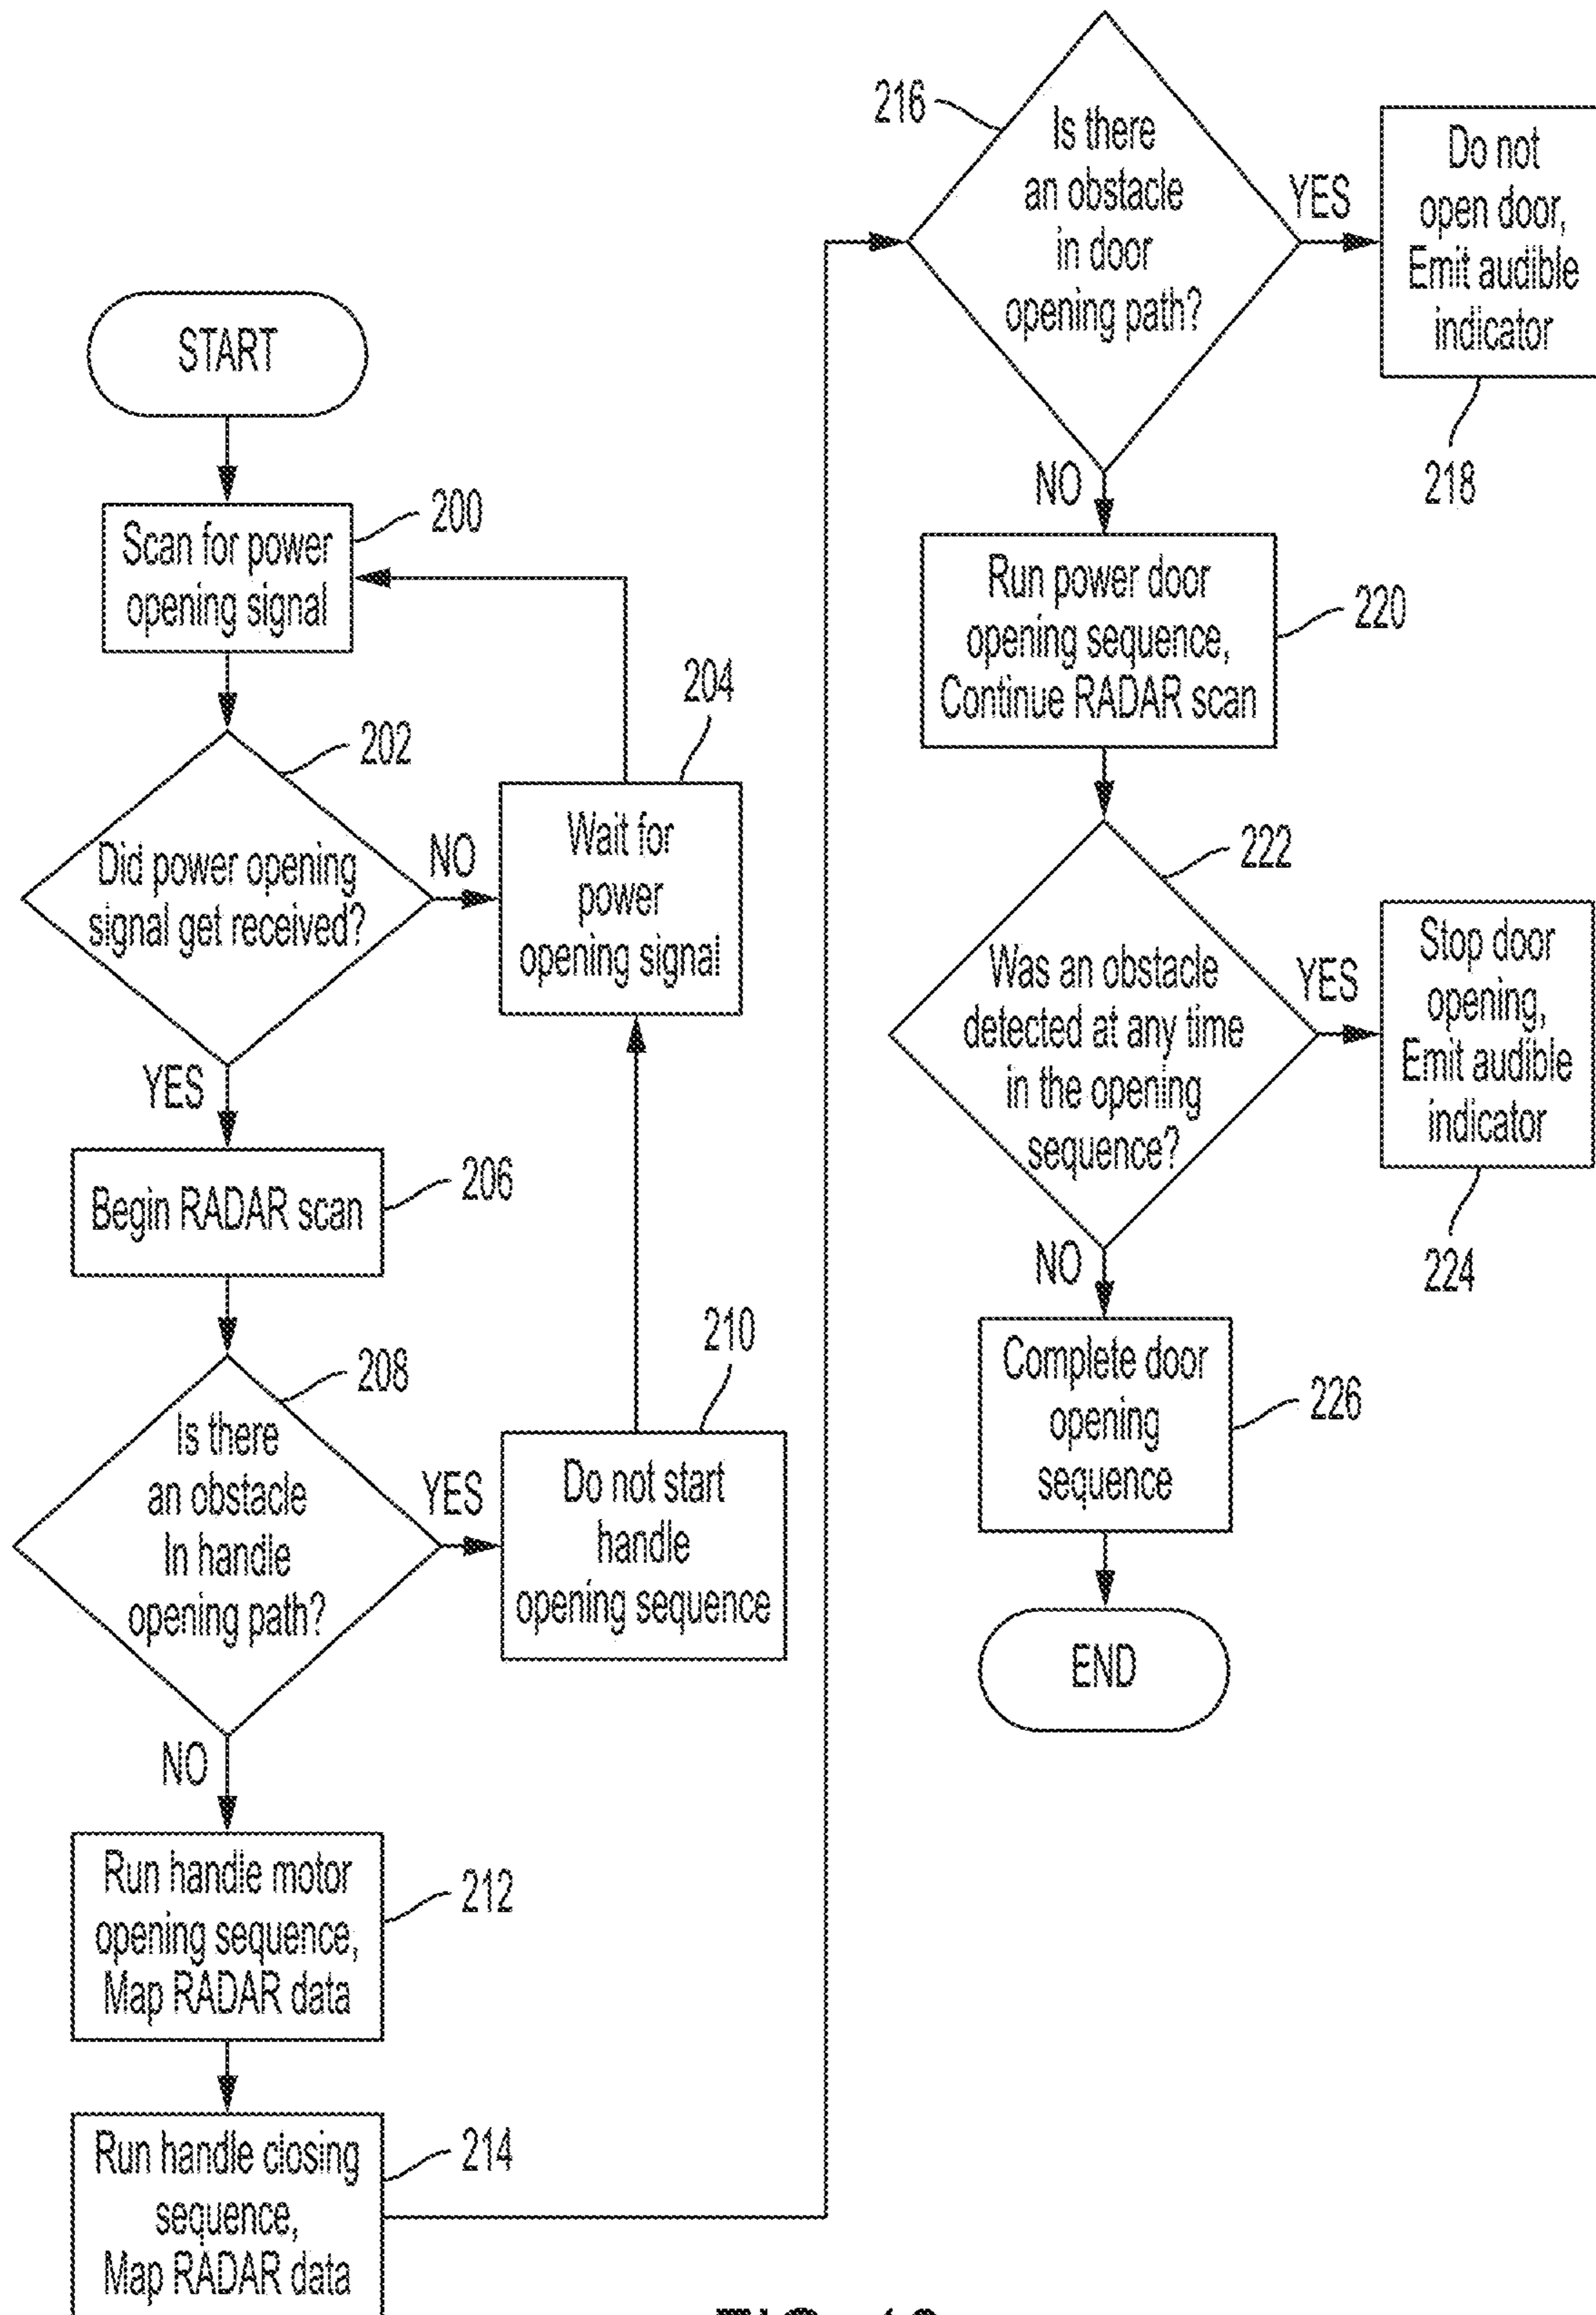 START
200
Scan for power
opening signal
202
Did power opening
signal get received?
NO
204
Wait for
power
opening signal
YES
206
Begin RADAR scan
208
Is there
an obstacle
In handle
opening path?
YES
210
Do not start
handle
opening sequence
NO
212
Run handle motor
opening sequence,
Map RADAR data
214
Run handle closing
sequence,
Map RADAR data
216
Is there
an obstacle
in door
opening path?
YES
Do not
open door,
Emit audible
indicator
218
NO
220
Run power door
opening sequence,
Continue RADAR scan
222
Was an obstacle
detected at any time
in the opening
sequence?
YES
Stop door
opening,
Emit audible
indicator
224
NO
226
Complete door
opening
sequence
END